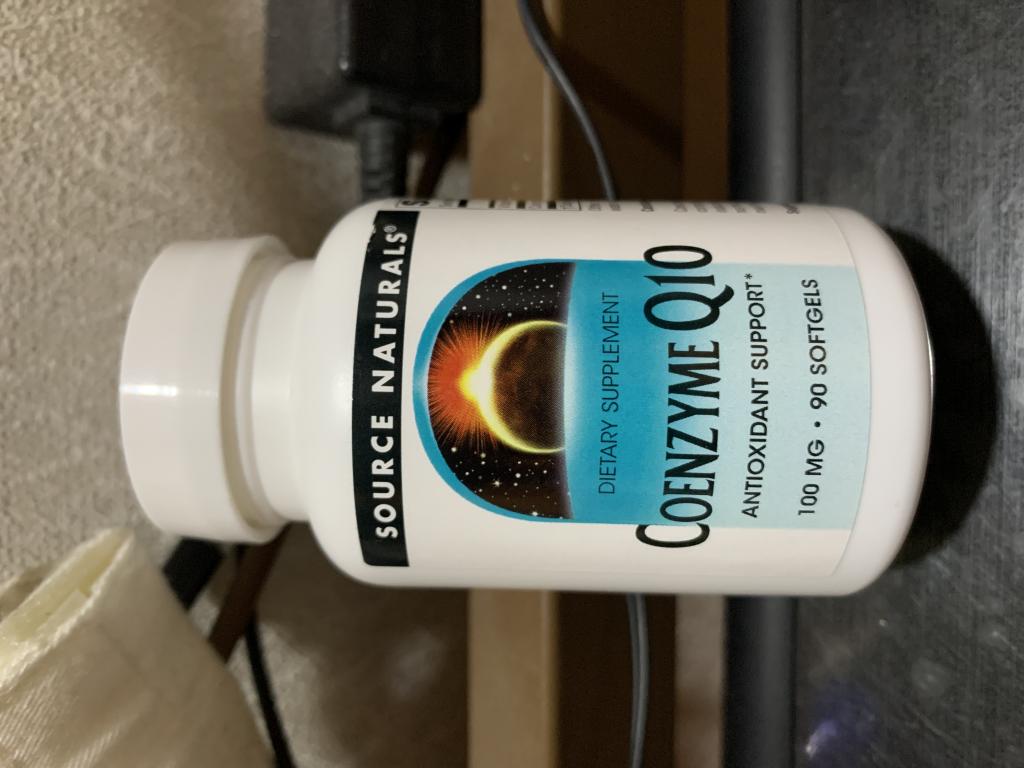 SOURCE NATURALS®
DIETARY SUPPLEMENT
COENZYME Q10
ANTIOXIDANT SUPPORT*
100 MG • 90 SOFTGELS